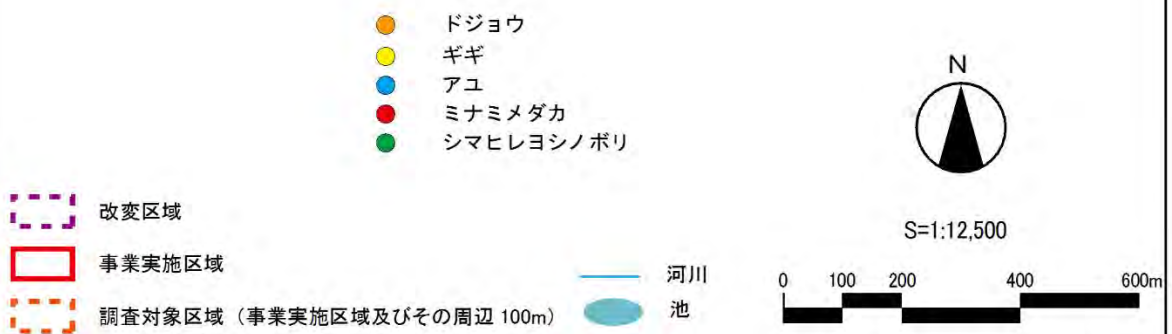 ドジョウ
ギギ
アユ
ミナミメダカ
シマヒレヨシノボリ
N
S=1:12,500
改変区域
事業実施区域
調査対象区域（事業実施区域及びその周辺 100m）
河川
池
0 100 200 400 600m